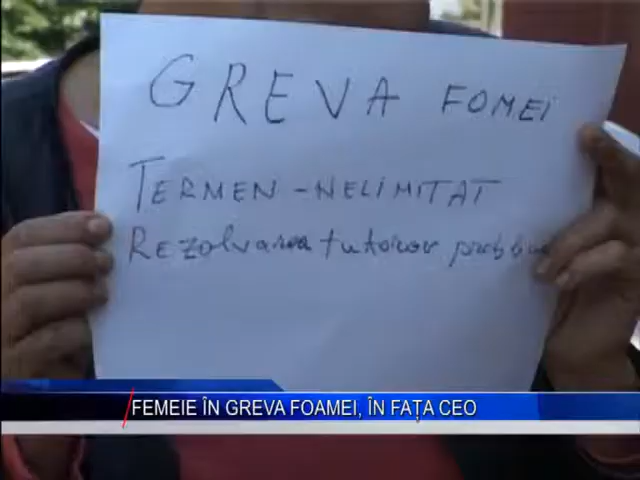 GREVA FOMEI
TERMEN - NELIMITAT
Rezolvarea tuturor
FEMEIE ÎN GREVA FOAMEI, ÎN FAȚA CEO